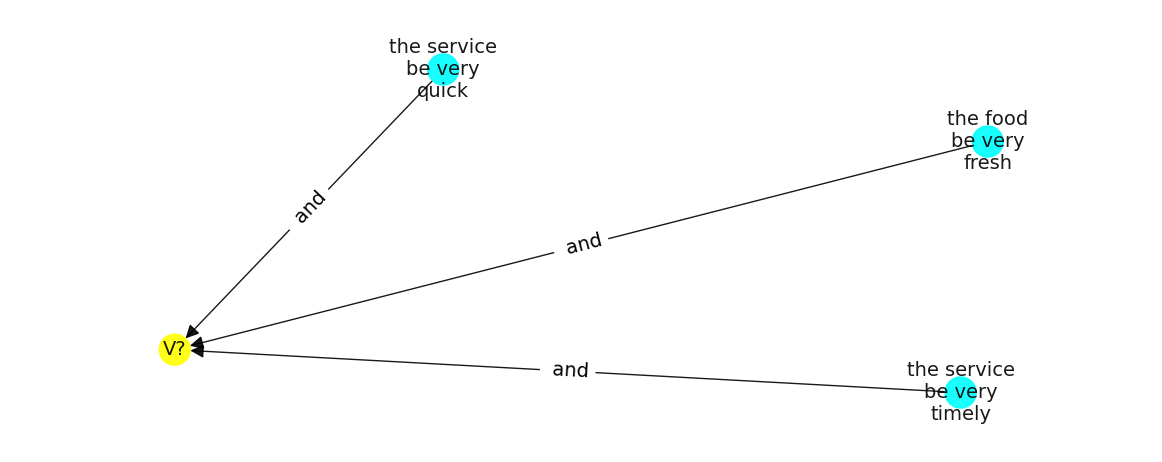 the service
be very
quick
the food
be very
fresh
and
and
V?
and
the service
be very
timely